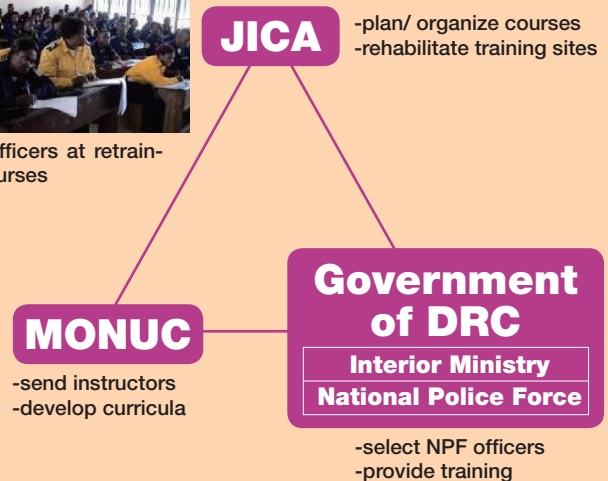 JICA
-plan/ organize courses
-rehabilitate training sites
officers at retrain-
urses
MONUC
-send instructors
-develop curricula
Government
of DRC
Interior Ministry
National Police Force
-select NPF officers
-provide training